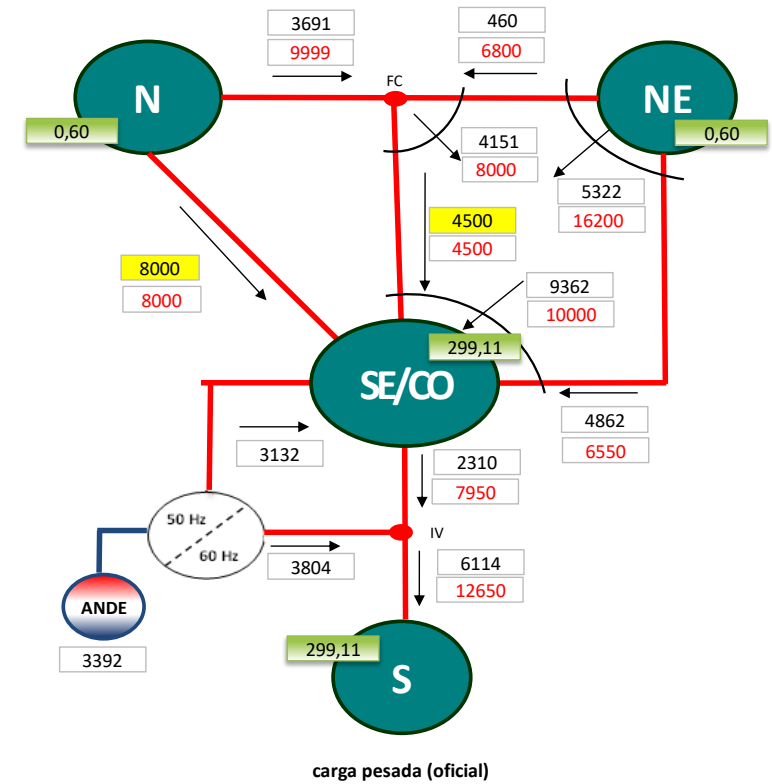 3691
9999
460
6800
FC
N
NE
0,60
0,60
4151
8000
5322
16200
4500
4500
8000
8000
9362
10000
299,11
SE/CO
4862
6550
3132
2310
7950
50 Hz
60 Hz
IV
3804
6114
12650
ANDE
3392
299,11
S
carga pesada (oficial)